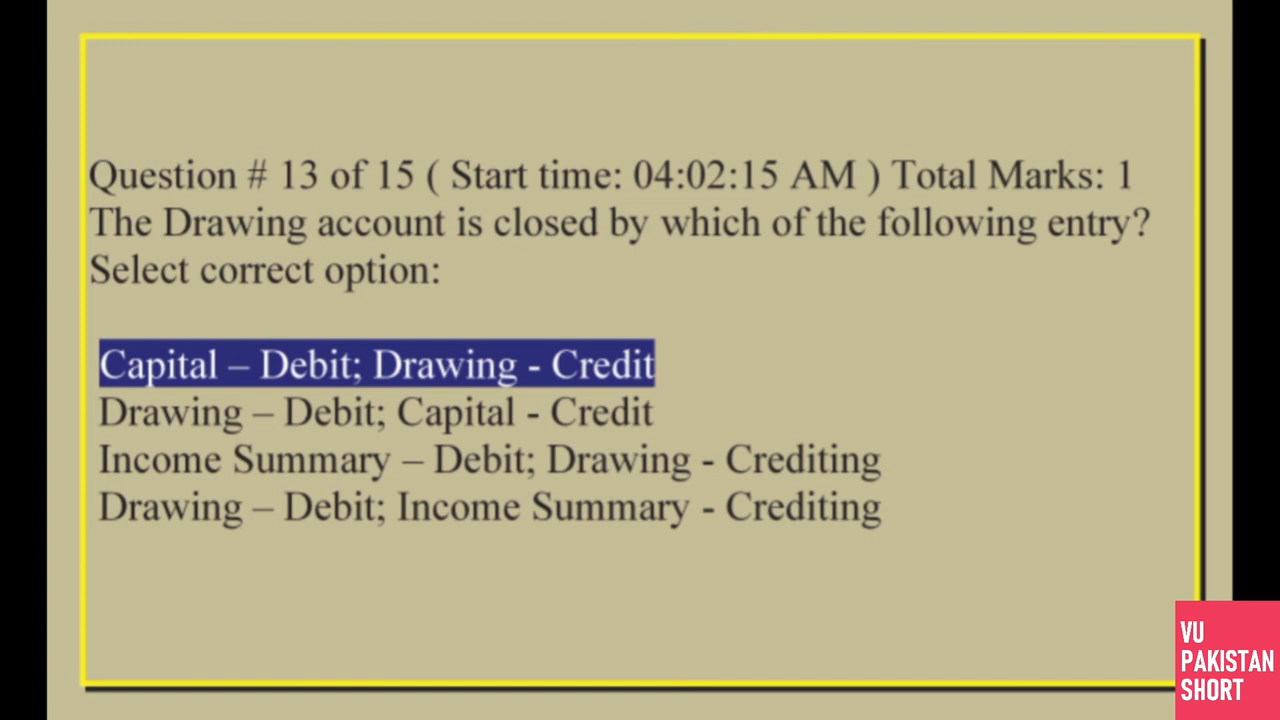 Question # 13 of 15 ( Start time: 04:02:15 AM ) Total Marks: 1
The Drawing account is closed by which of the following entry?
Select correct option:
Capital – Debit; Drawing - Credit
Drawing – Debit; Capital - Credit
Income Summary – Debit; Drawing - Crediting
Drawing – Debit; Income Summary - Crediting
VU
PAKISTAN
SHORT